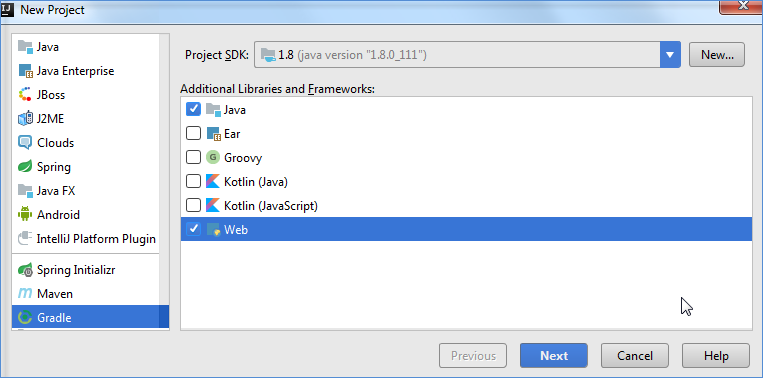 IJ New Project
Java
Java Enterprise
JBoss
J2ME
Clouds
Spring
Java FX
Android
IntelliJ Platform Plugin
Spring Initializr
m Maven
Gradle
Project SDK: 1.8 (java version "1.8.0_111") New...
Additional Libraries and Frameworks:
Java
Ear
G Groovy
Kotlin (Java)
Kotlin (JavaScript)
Web
Previous Next Cancel Help